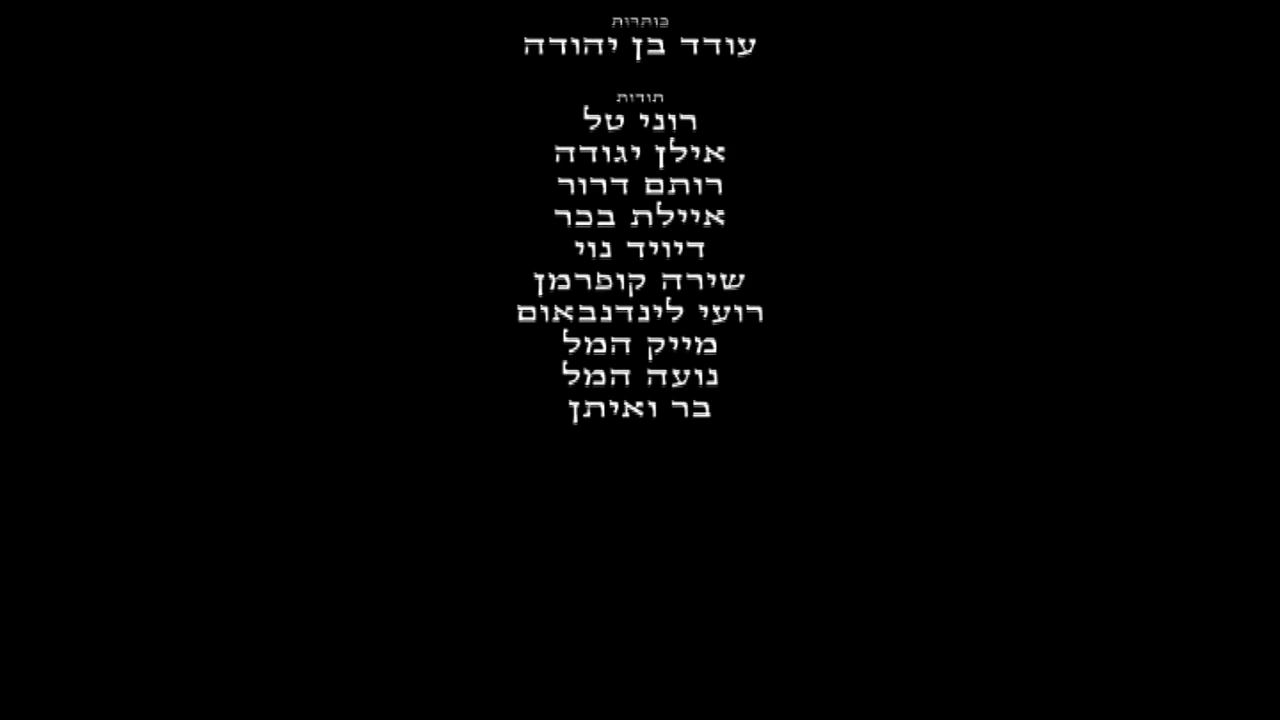 כותרות
עודד בן יהודה
תודות
רוני טל
אילן יגודה
רותם דרור
איילת בכר
דיויד נוי
שירה קופרמן
רועי לינדנבאום
מייק המל
נועה המל
בר ואיתן